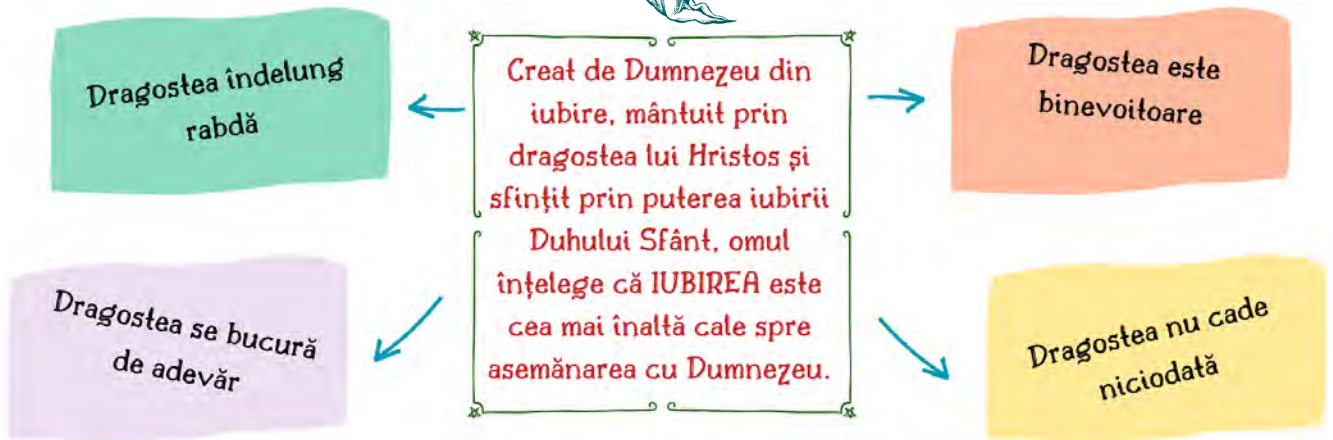 Dragostea îndelung
rabdă
Creat de Dumnezeu din
iubire, mântuit prin
dragostea lui Hristos și
sfințit prin puterea iubirii
Duhului Sfânt, omul
înțelege că IUBIREA este
cea mai înaltă cale spre
asemănarea cu Dumnezeu.
Dragostea este
binevoitoare
Dragostea se bucură
de adevăr
Dragostea nu cade
niciodată